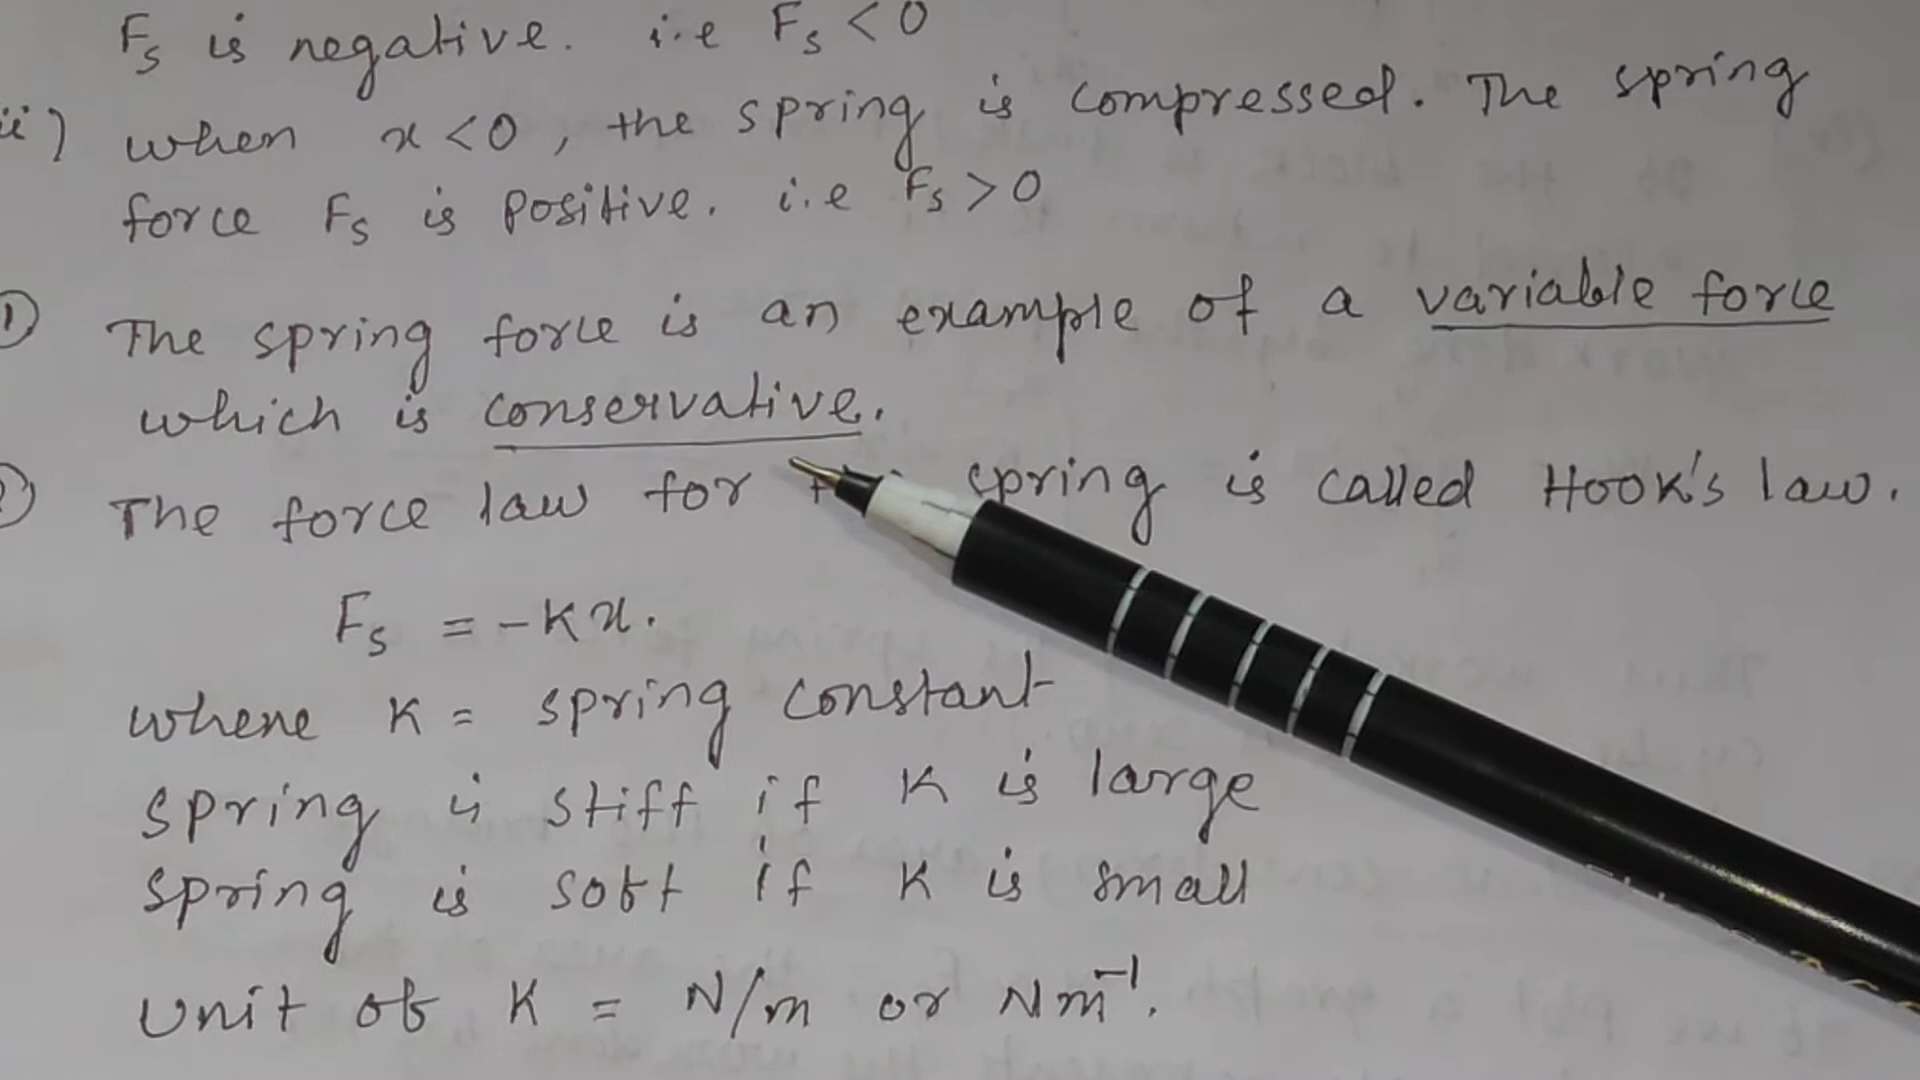 Fs is negative. i.e Fs < 0
ii) when x < 0, the spring is compressed. The spring
force Fs is positive. i.e Fs > 0
① The spring force is an example of a variable force
which is conservative.
The force law for spring is called Hook's law.
Fs = -Kx.
where K = spring constant
spring is stiff if K is large
spring is soft if K is small
unit of K = N/m or Nm⁻¹.